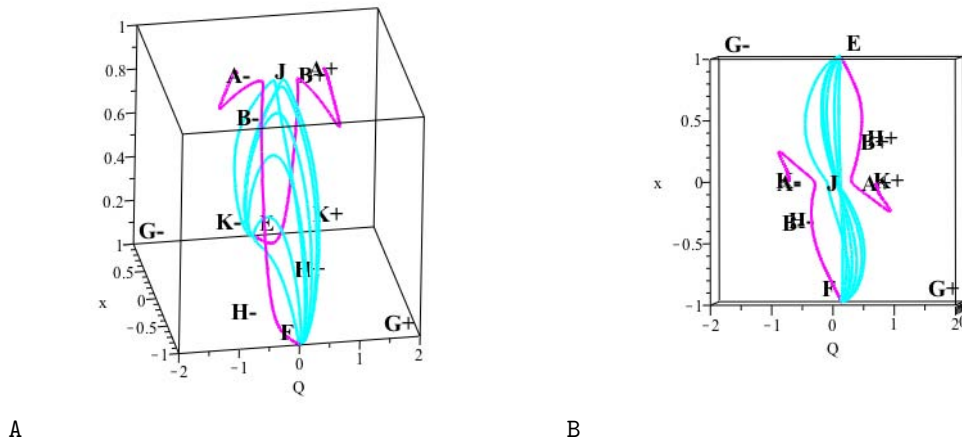 1
0.8
A- J B+ A+
0.6
B-
0.4
0.2
K- E K+
1 G-
0.5
x 0
H-
-0.5
F G+
-1
-2 -1 0 1 2
Q
A
1
G- E
0.5
H+
B+
x 0
K- J A- K+
A-
H-
B-
-0.5
F G+
-1
-2 -1 0 1 2
Q
B